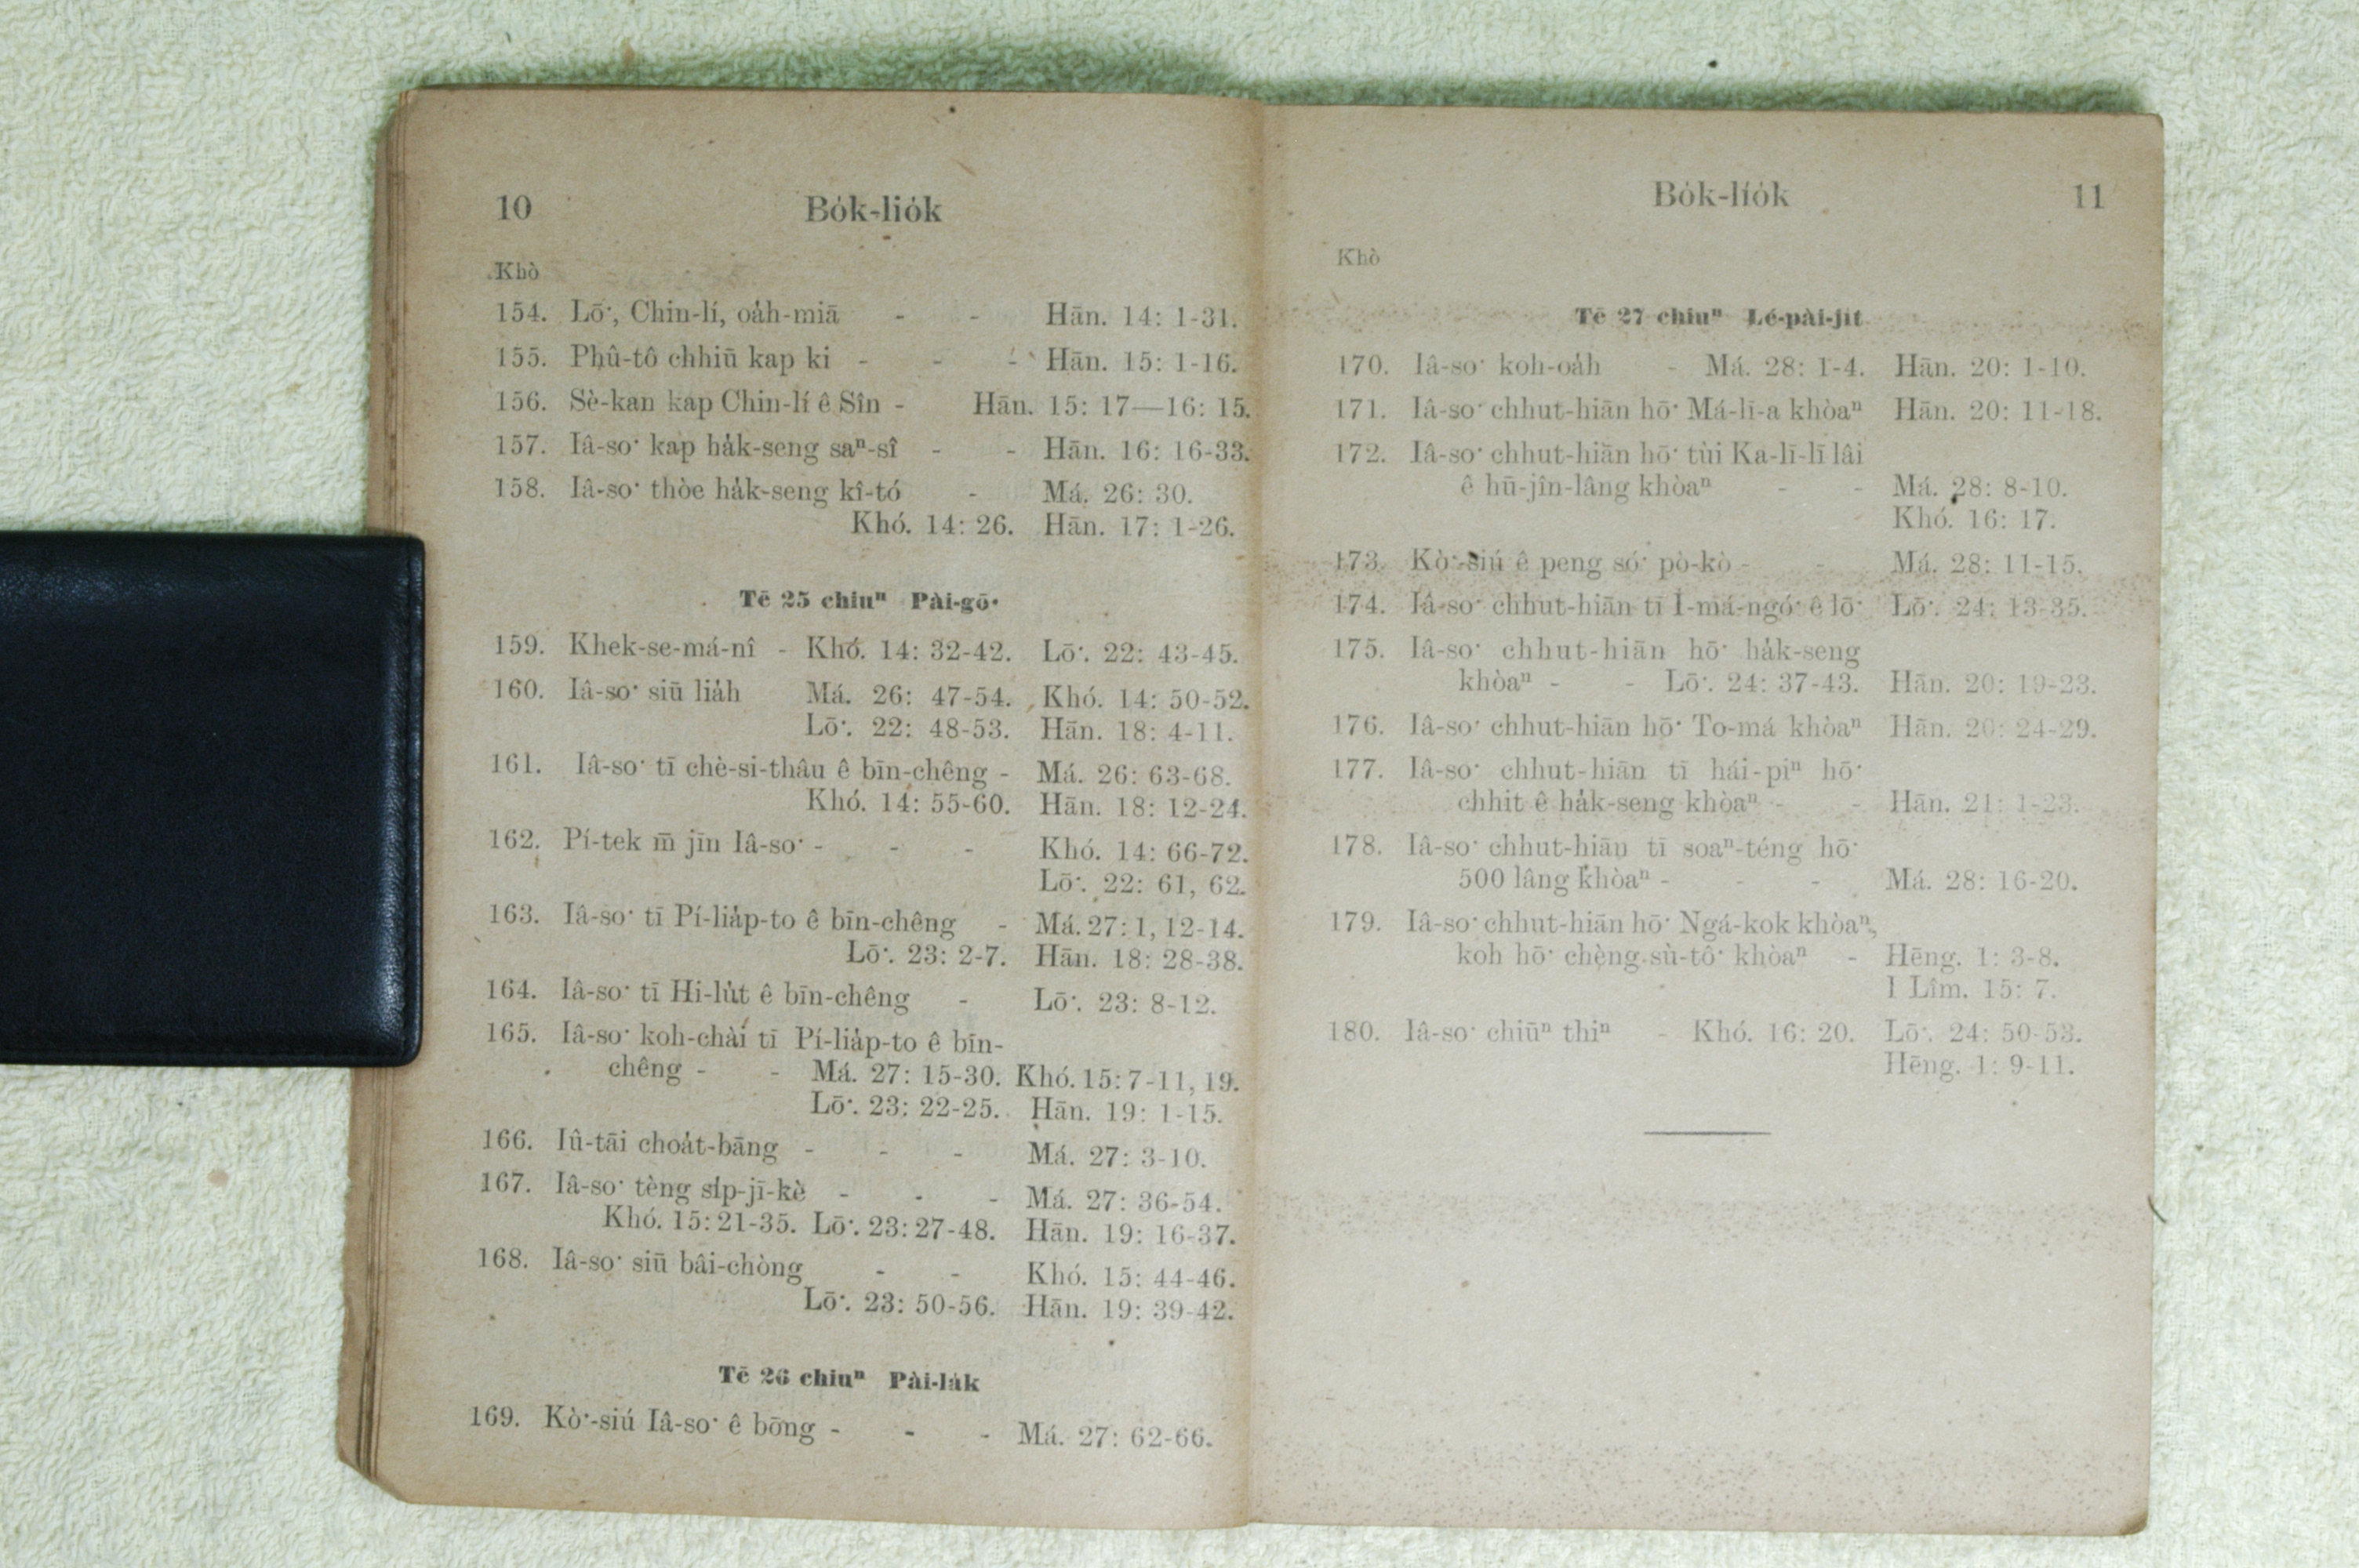 10 Bo̍k-lio̍k
Khò
154. Lō͘, Chin-lí, oa̍h-miā - - Hān. 14: 1-31.
155. Phû-tô chhiū kap ki - - - Hān. 15: 1-16.
156. Sè-kan kap Chin-lí ê Sîn - Hān. 15: 17—16: 15.
157. Iâ-so͘ kap ha̍k-seng saⁿ-sî - - Hān. 16: 16-33.
158. Iâ-so͘ thòe ha̍k-seng kî-tó - Má. 26: 30.
Khó. 14: 26. Hān. 17: 1-26.
Tē 25 chiuⁿ Pài-gō͘
159. Khek-se-má-nî - Khó. 14: 32-42. Lō͘. 22: 43-45.
160. Iâ-so͘ siū lia̍h Má. 26: 47-54. Khó. 14: 50-52.
Lō͘. 22: 48-53. Hān. 18: 4-11.
161. Iâ-so͘ tī chè-si-thâu ê bīn-chêng - Má. 26: 63-68.
Khó. 14: 55-60. Hān. 18: 12-24.
162. Pí-tek m̄ jīn Iâ-so͘ - - - Khó. 14: 66-72.
Lō͘. 22: 61, 62.
163. Iâ-so͘ tī Pí-lia̍p-to ê bīn-chêng - Má. 27: 1, 12-14.
Lō͘. 23: 2-7. Hān. 18: 28-38.
164. Iâ-so͘ tī Hi-lu̍t ê bīn-chêng - Lō͘. 23: 8-12.
165. Iâ-so͘ koh-chài tī Pí-lia̍p-to ê bīn-
chêng - - Má. 27: 15-30. Khó. 15: 7-11, 19.
Lō͘. 23: 22-25. Hān. 19: 1-15.
166. Iû-tāi choa̍t-bāng - - - Má. 27: 3-10.
167. Iâ-so͘ tèng si̍p-jī-kè - - - Má. 27: 36-54.
Khó. 15: 21-35. Lō͘. 23: 27-48. Hān. 19: 16-37.
168. Iâ-so͘ siū bâi-chòng - - Khó. 15: 44-46.
Lō͘. 23: 50-56. Hān. 19: 39-42.
Tē 26 chiuⁿ Pài-la̍k
169. Kò͘-siú Iâ-so͘ ê bōng - - - Má. 27: 62-66.
Bo̍k-lio̍k 11
Khò
Tē 27 chiuⁿ Lé-pài-ji̍t
170. Iâ-so͘ koh-oa̍h - Má. 28: 1-4. Hān. 20: 1-10.
171. Iâ-so͘ chhut-hiān hō͘ Má-lī-a khòaⁿ Hān. 20: 11-18.
172. Iâ-so͘ chhut-hiān hō͘ tùi Ka-lī-lī lâi
ê hū-jîn-lâng khòaⁿ - - Má. 28: 8-10.
Khó. 16: 17.
173. Kò͘-siú ê peng só͘ pò-kò - - Má. 28: 11-15.
174. Iâ-so͘ chhut-hiān tī Í-má-ngó͘ ê lō͘ Lō͘. 24: 13-35.
175. Iâ-so͘ chhut-hiān hō͘ ha̍k-seng
khòaⁿ - - Lō͘. 24: 37-43. Hān. 20: 19-23.
176. Iâ-so͘ chhut-hiān hō͘ To-má khòaⁿ Hān. 20: 24-29.
177. Iâ-so͘ chhut-hiān tī hái-piⁿ hō͘
chhit ê ha̍k-seng khòaⁿ - - Hān. 21: 1-23.
178. Iâ-so͘ chhut-hiān tī soaⁿ-téng hō͘
500 lâng khòaⁿ - - - Má. 28: 16-20.
179. Iâ-so͘ chhut-hiān hō͘ Ngá-kok khòaⁿ,
koh hō͘ chèng-sù-tô͘ khòaⁿ - Hēng. 1: 3-8.
1 Lîm. 15: 7.
180. Iâ-so͘ chiūⁿ thiⁿ - Khó. 16: 20. Lō͘. 24: 50-53.
Hēng. 1: 9-11.